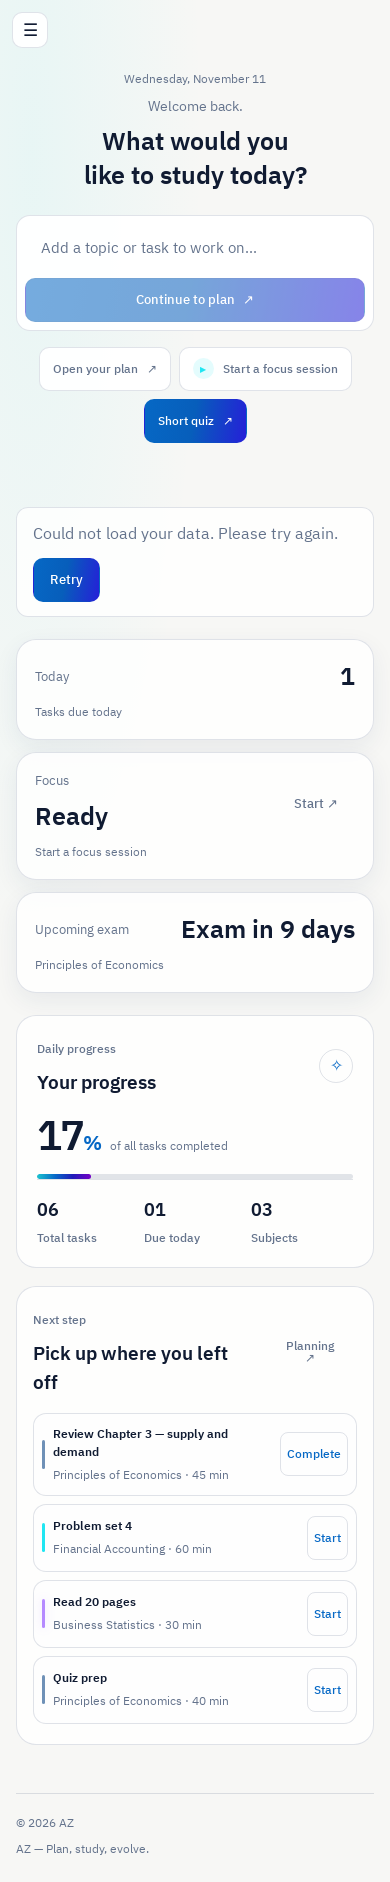 ☰
Wednesday, November 11
Welcome back.
What would you
like to study today?
Add a topic or task to work on...
Continue to plan ↗
Open your plan ↗
▸ Start a focus session
Short quiz ↗
Could not load your data. Please try again.
Retry
Today
1
Tasks due today
Focus
Ready
Start ↗
Start a focus session
Upcoming exam
Exam in 9 days
Principles of Economics
Daily progress
Your progress
✧
17% of all tasks completed
06 01 03
Total tasks Due today Subjects
Next step
Pick up where you left
off
Planning
↗
Review Chapter 3 — supply and
demand
Principles of Economics · 45 min
Complete
Problem set 4
Financial Accounting · 60 min
Start
Read 20 pages
Business Statistics · 30 min
Start
Quiz prep
Principles of Economics · 40 min
Start
© 2026 AZ
AZ — Plan, study, evolve.